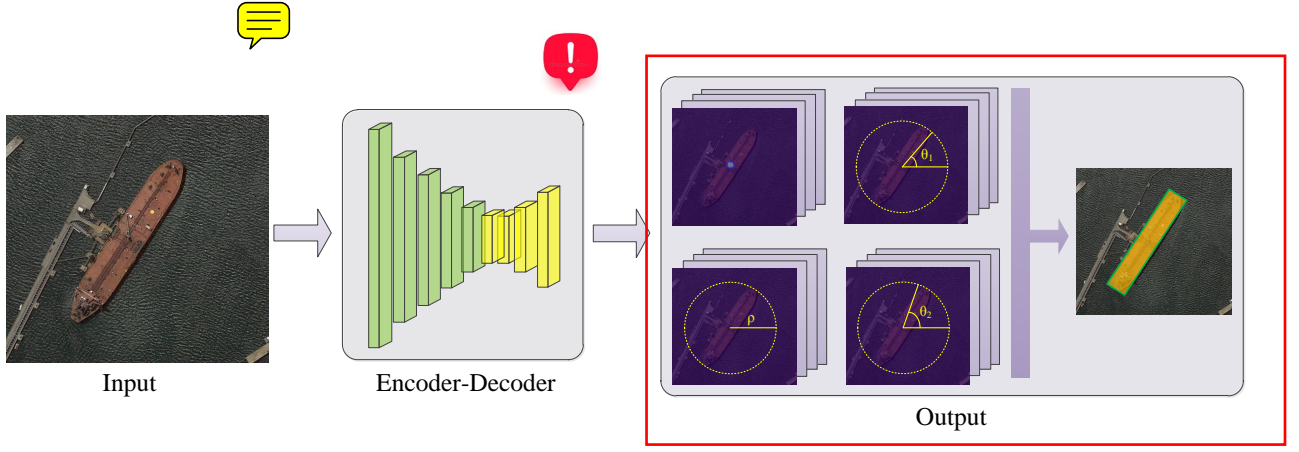 θ₁
ρ
θ₂
Input
Encoder-Decoder
Output